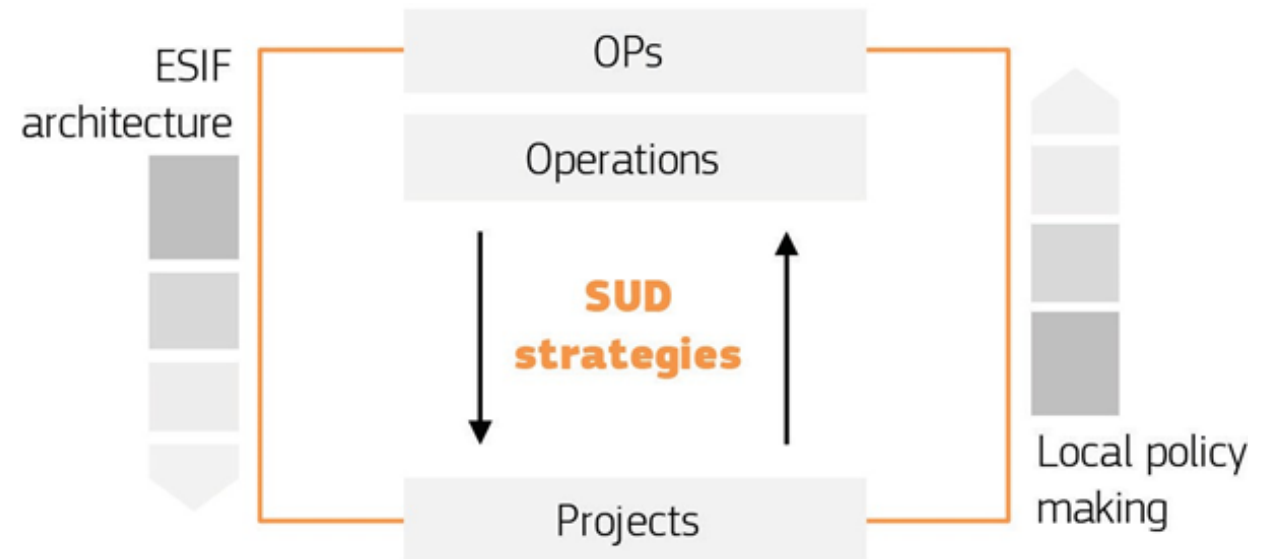 OPs
ESIF
architecture
Operations
SUD
strategies
Local policy
making
Projects